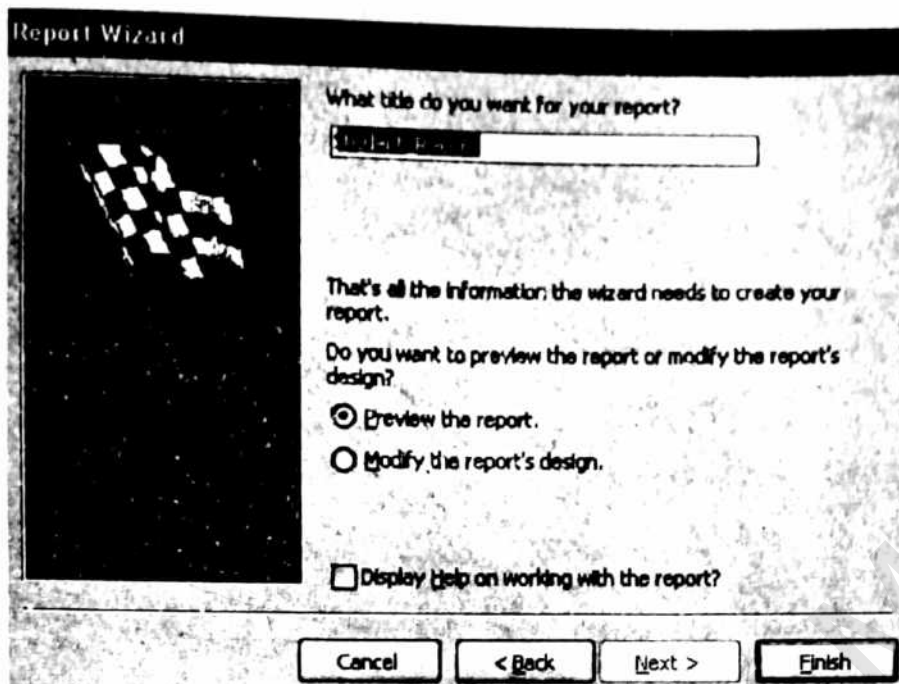 Report Wizard
What title do you want for your report?
That's all the information the wizard needs to create your
report.
Do you want to preview the report or modify the report's
design?
Preview the report.
Modify the report's design.
Display Help on working with the report?
Cancel
< Back
Next >
Finish